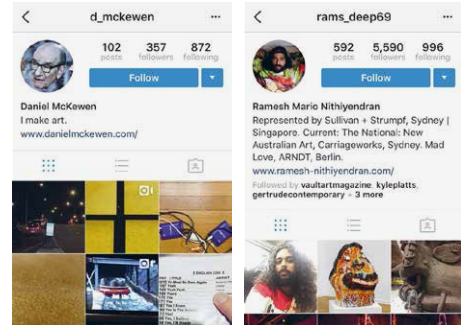 d_mckewen
102 357 872
posts followers following
Follow
Daniel McKewen
I make art.
www.danielmckewen.com/
rams_deep69
592 5,590 996
posts followers following
Follow
Ramesh Mario Nithiyendran
Represented by Sullivan + Strumpf, Sydney |
Singapore. Current: The National: New
Australian Art, Carriageworks, Sydney. Mad
Love, ARNDT, Berlin.
www.ramesh-nithiyendran.com/
Followed by vaultartmagazine, kyleplatts,
gertrudecontemporary + 3 more